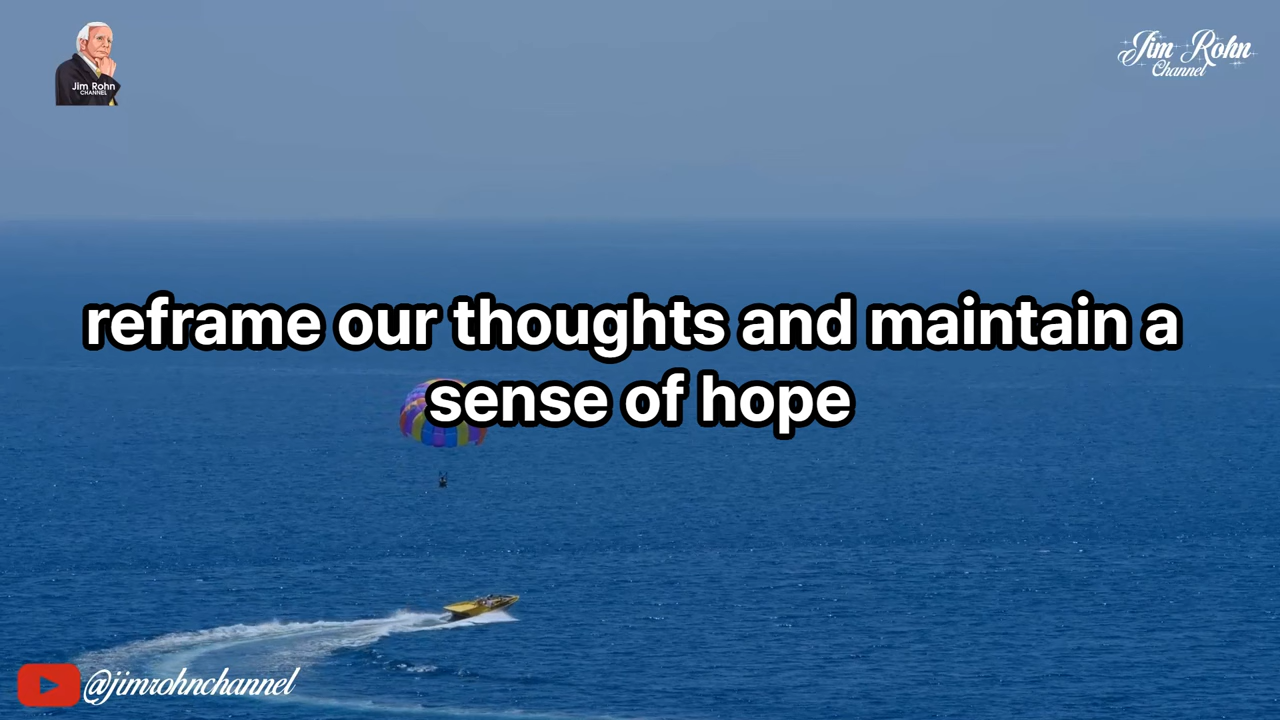 Jim Rohn
CHANNEL
Jim Rohn
Channel
reframe our thoughts and maintain a
sense of hope
@jimrohnchannel